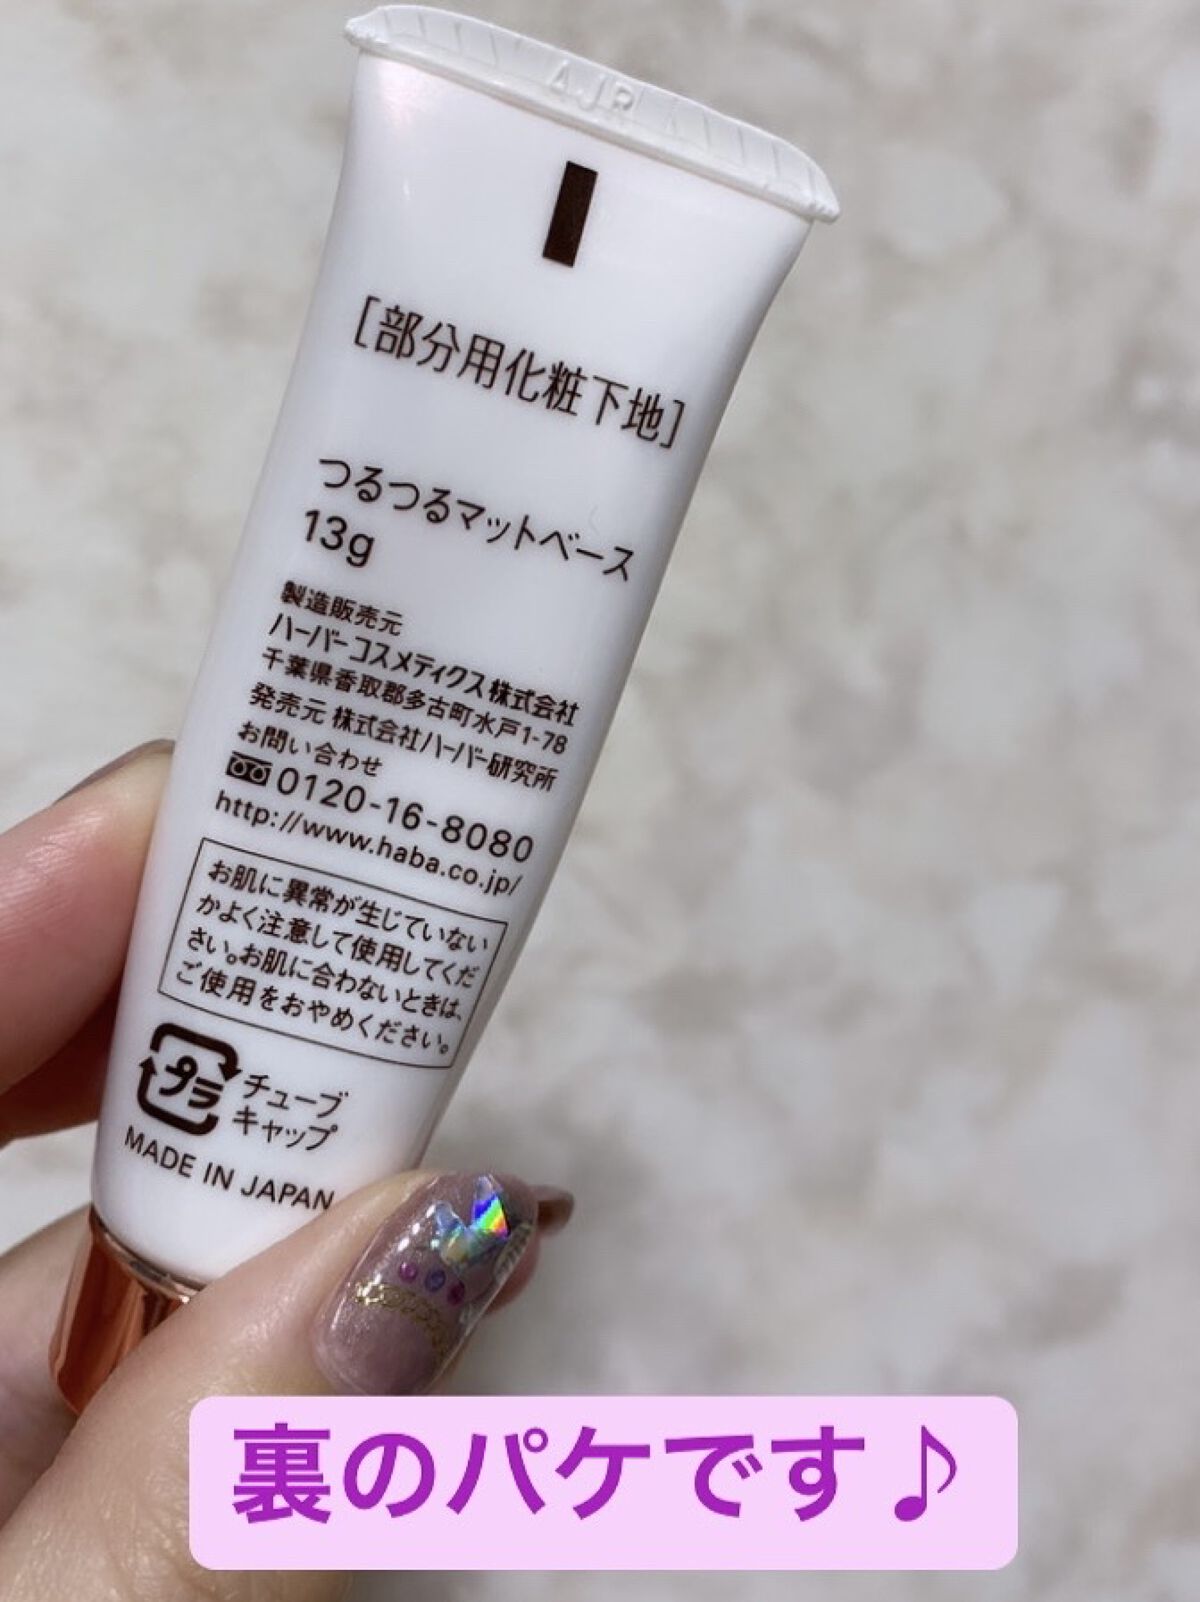 [部分用化粧下地]
つるつるマットベース
13g
製造販売元
ハーバーコスメティクス株式会社
千葉県香取郡多古町水戸1-78
発売元 株式会社ハーバー研究所
お問い合わせ
0120-16-8080
http://www.haba.co.jp/
お肌に異常が生じていない
かよく注意して使用してくだ
さい。お肌に合わないときは、
ご使用をおやめください。
プラ
チューブ
キャップ
MADE IN JAPAN
裏のパケです♪